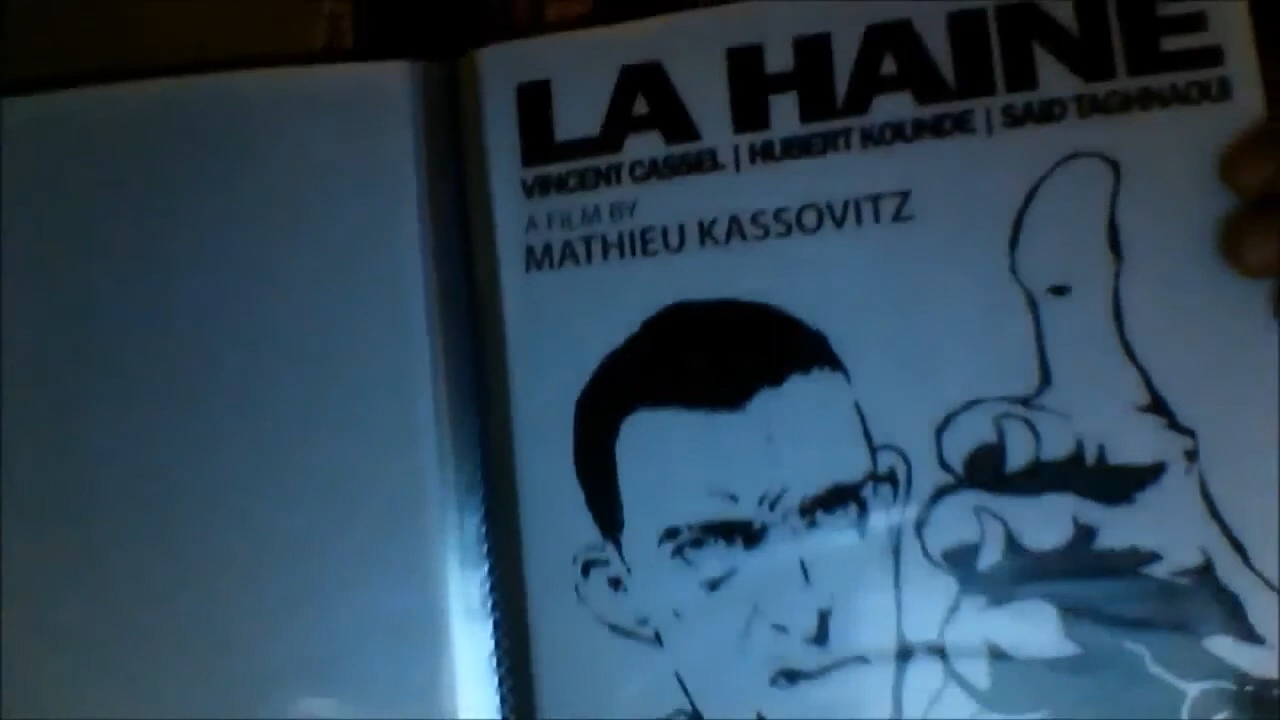 LA HAINE
VINCENT CASSEL | HUBERT KOUNDE | SAID TAGHMAOUI
A FILM BY
MATHIEU KASSOVITZ